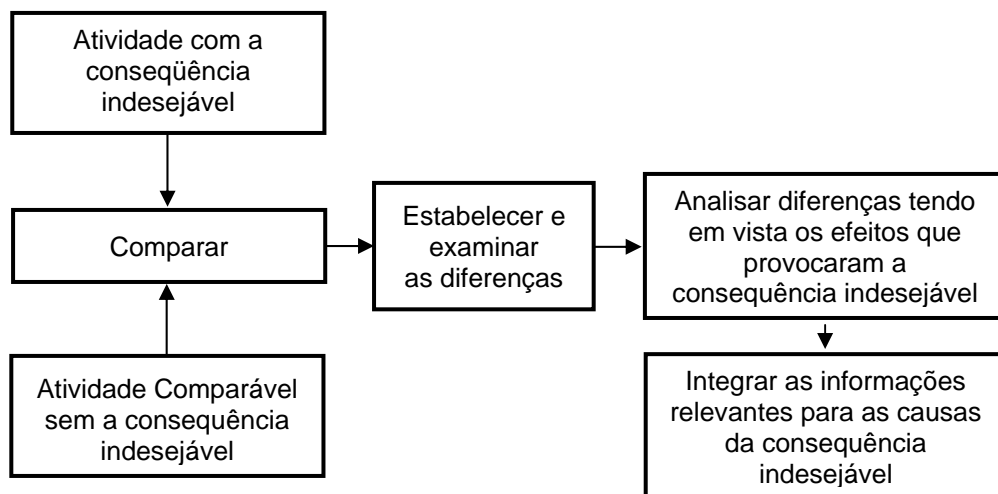 Atividade com a
conseqüência
indesejável
Comparar
Atividade Comparável
sem a consequência
indesejável
Estabelecer e
examinar
as diferenças
Analisar diferenças tendo
em vista os efeitos que
provocaram a
consequência indesejável
Integrar as informações
relevantes para as causas
da consequência
indesejável